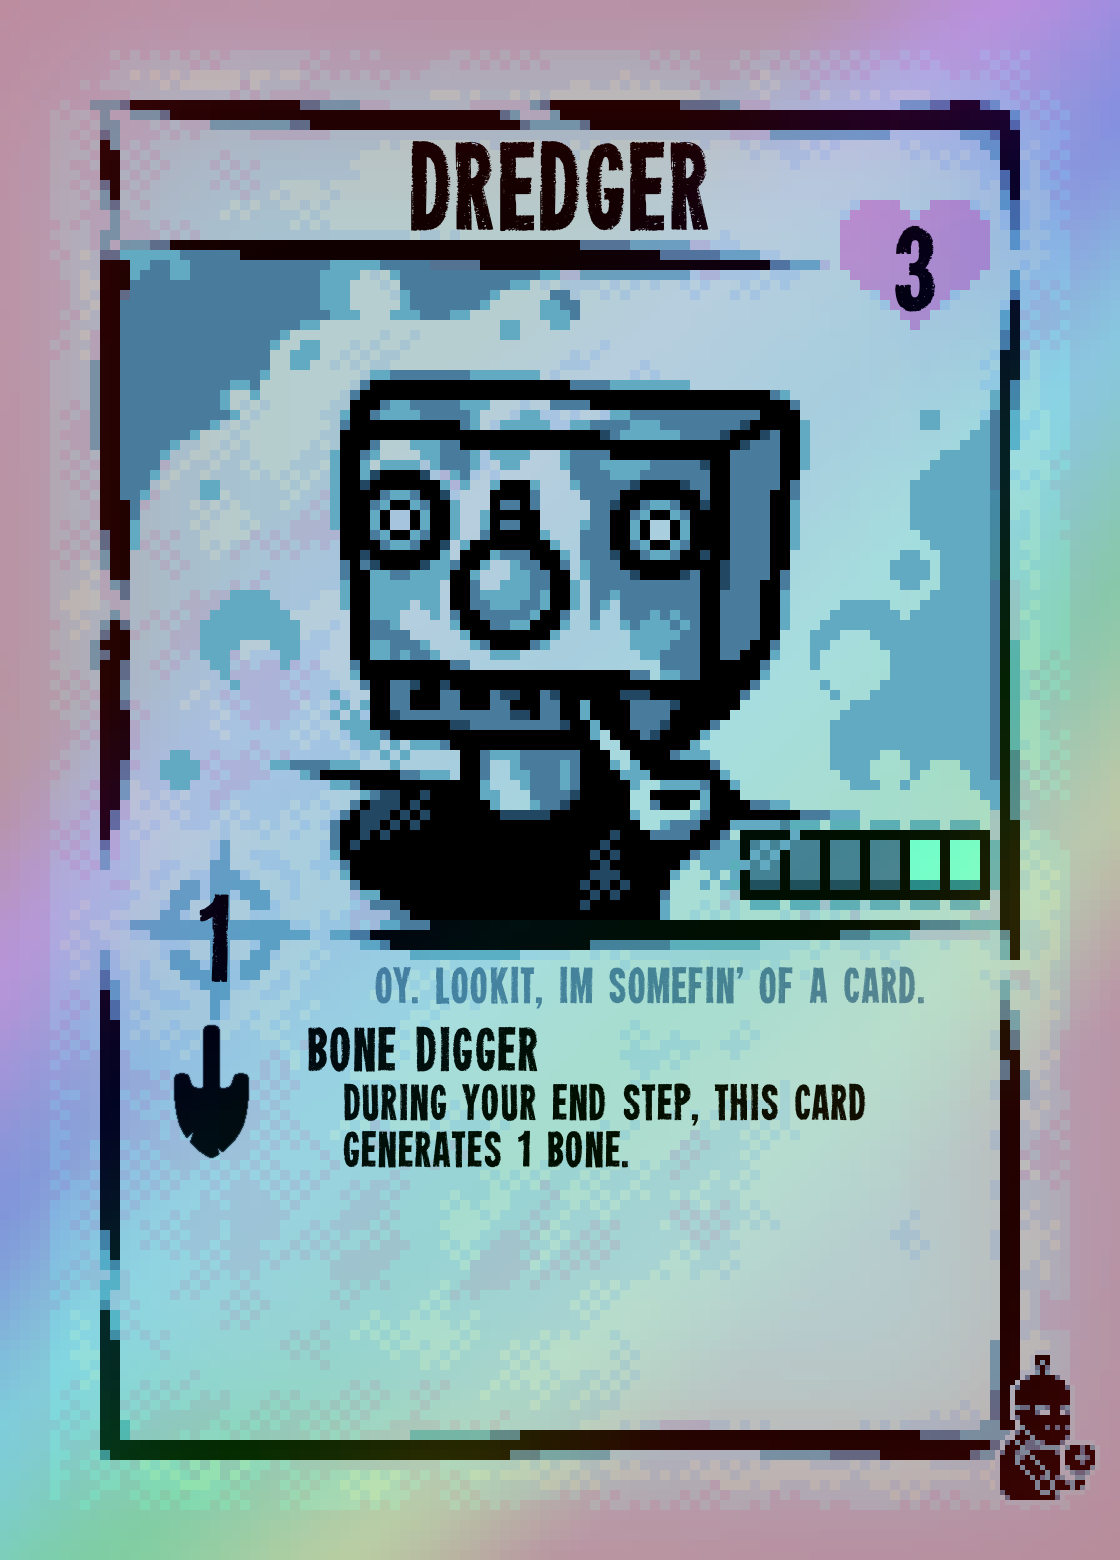 DREDGER
3
1
OY. LOOKIT, IM SOMEFIN' OF A CARD.
BONE DIGGER
DURING YOUR END STEP, THIS CARD
GENERATES 1 BONE.